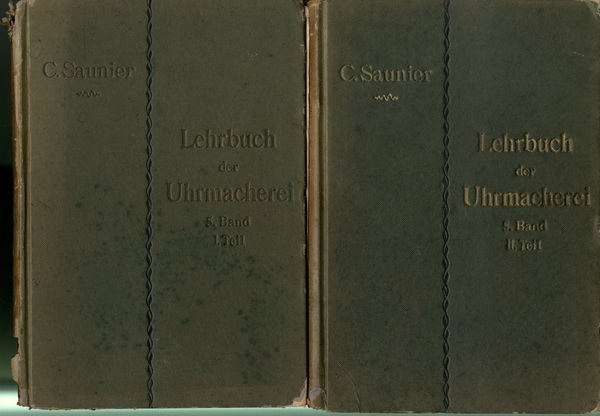 C. Saunier
Lehrbuch
der
Uhrmacherei
5. Band
I. Teil
C. Saunier
Lehrbuch
der
Uhrmacherei
5. Band
II. Teil